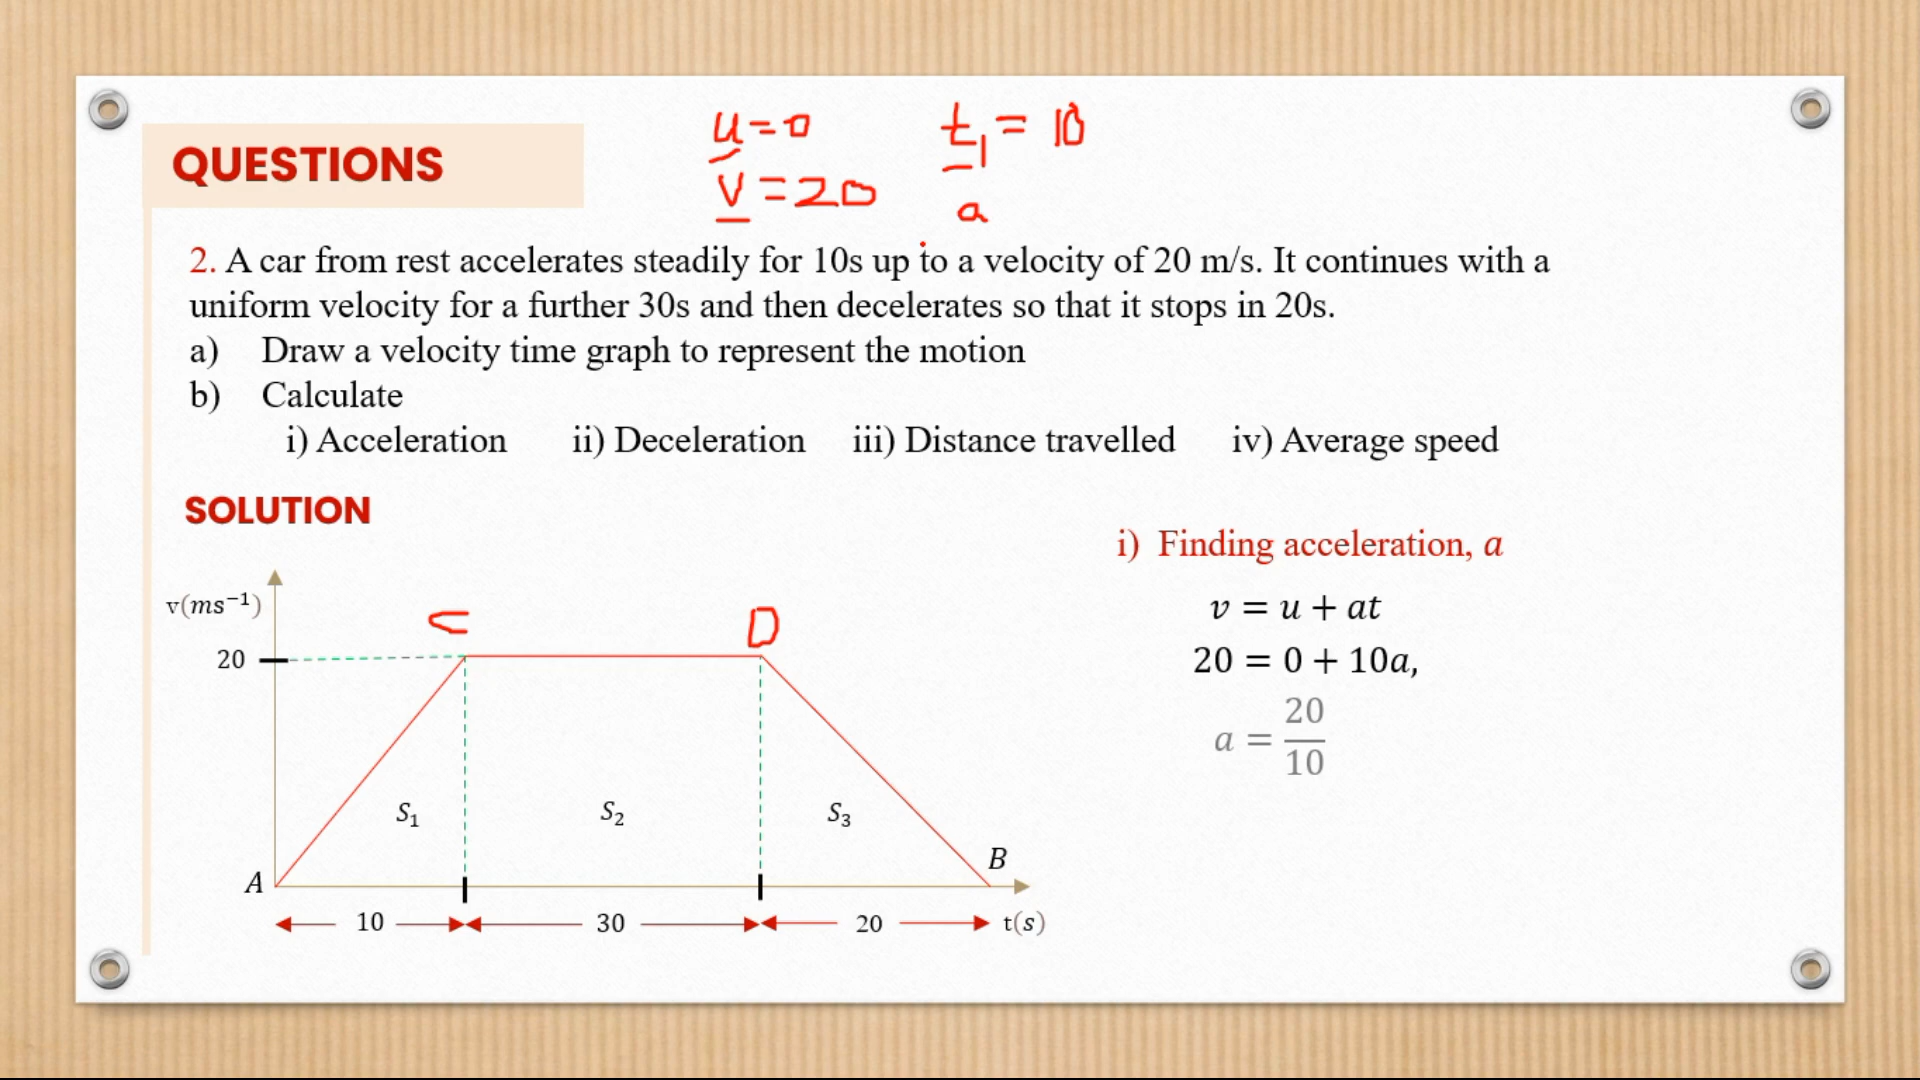 u=0 t₁= 10
v=20 a
QUESTIONS
2. A car from rest accelerates steadily for 10s up to a velocity of 20 m/s. It continues with a
uniform velocity for a further 30s and then decelerates so that it stops in 20s.
a) Draw a velocity time graph to represent the motion
b) Calculate
i) Acceleration ii) Deceleration iii) Distance travelled iv) Average speed
SOLUTION
v(ms⁻¹)
C D
20
S₁ S₂ S₃
A B
10 30 20 t(s)
i) Finding acceleration, a
v = u + at
20 = 0 + 10a,
a = 20/10